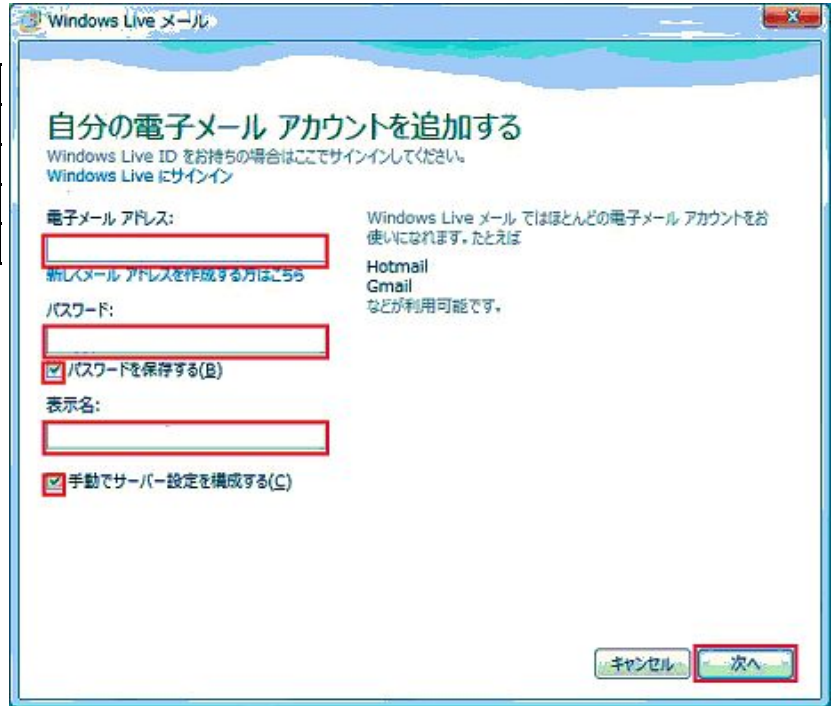 Windows Live メール
自分の電子メール アカウントを追加する
Windows Live ID をお持ちの場合はここでサインインしてください。
Windows Live にサインイン
電子メール アドレス:
新しくメール アドレスを作成する方はこちら
パスワード:
パスワードを保存する(B)
表示名:
手動でサーバー設定を構成する(C)
Windows Live メール ではほとんどの電子メール アカウントをお
使いになれます。たとえば
Hotmail
Gmail
などが利用可能です。
キャンセル
次へ